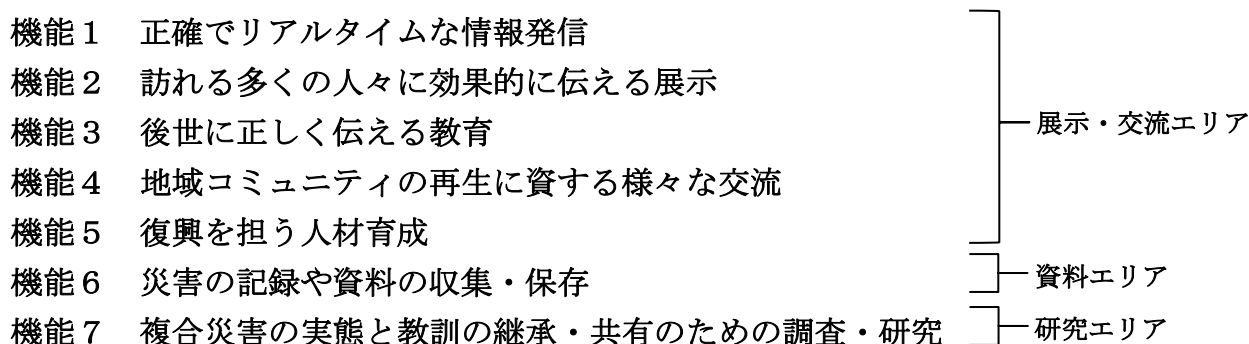 機能１　正確でリアルタイムな情報発信
機能２　訪れる多くの人々に効果的に伝える展示
機能３　後世に正しく伝える教育
機能４　地域コミュニティの再生に資する様々な交流
機能５　復興を担う人材育成
展示・交流エリア
機能６　災害の記録や資料の収集・保存
資料エリア
機能７　複合災害の実態と教訓の継承・共有のための調査・研究
研究エリア